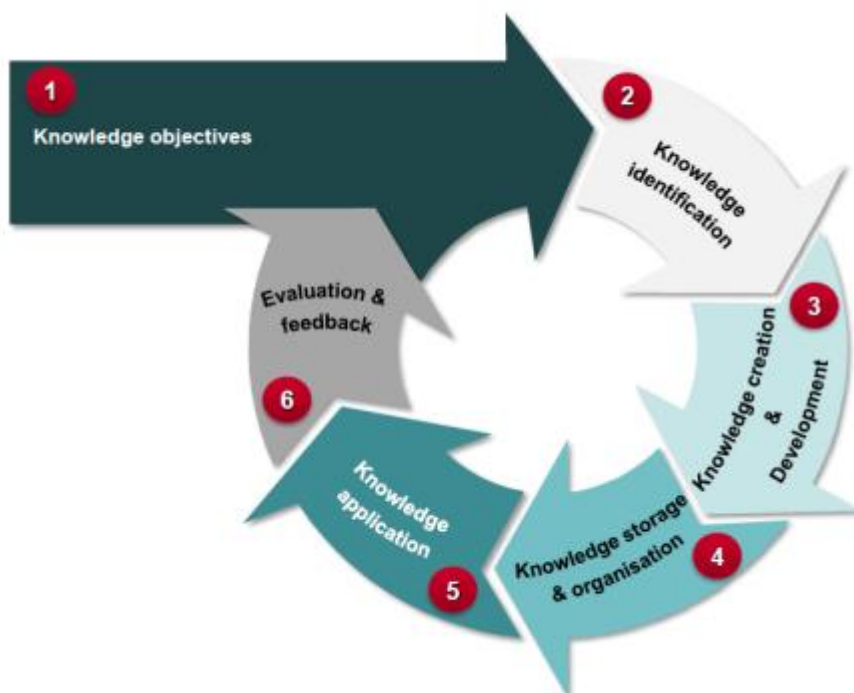 1
Knowledge objectives
2
Knowledge
identification
3
Knowledge creation
&
Development
4
Knowledge storage
& organisation
5
Knowledge
application
6
Evaluation &
feedback